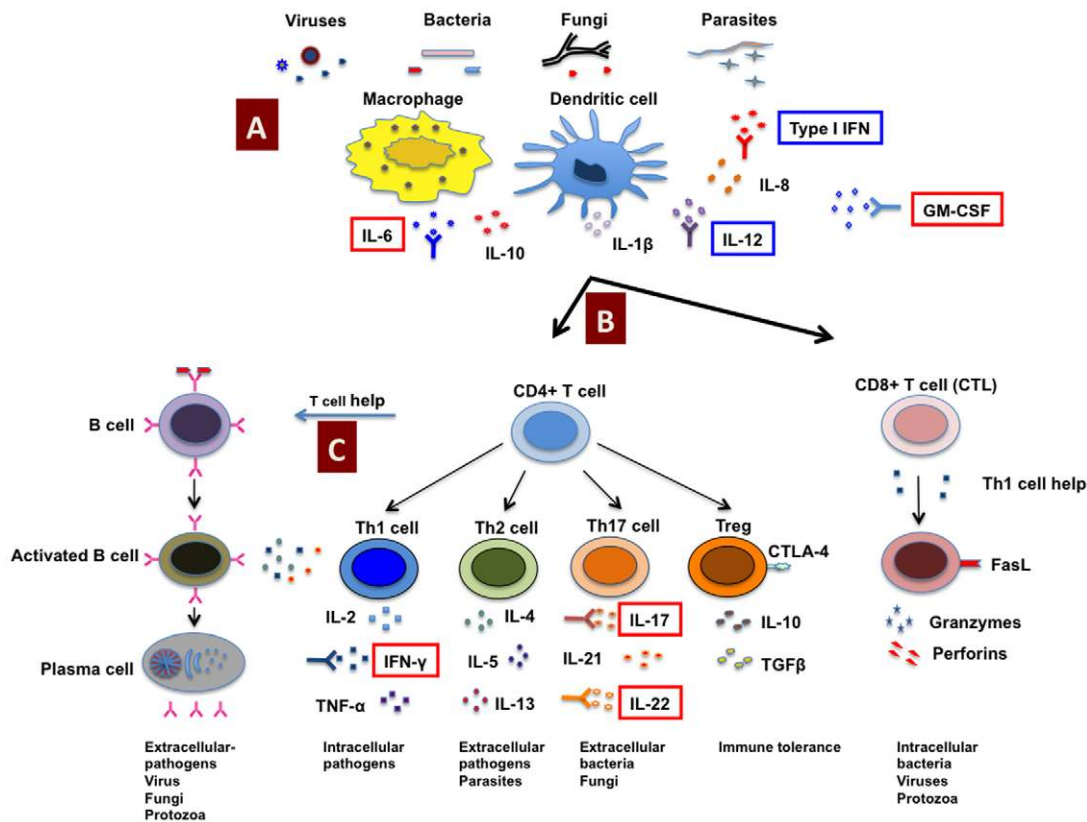 Viruses
Bacteria
Fungi
Parasites
A
Macrophage
Dendritic cell
Type I IFN
IL-8
GM-CSF
IL-6
IL-10
IL-1β
IL-12
B
CD4+ T cell
CD8+ T cell (CTL)
B cell
T cell help
C
Th1 cell help
Activated B cell
Th1 cell
Th2 cell
Th17 cell
Treg
CTLA-4
FasL
IL-2
IL-4
IL-17
IL-10
Granzymes
Plasma cell
IFN-γ
IL-5
IL-21
TGFβ
Perforins
TNF-α
IL-13
IL-22
Extracellular-
pathogens
Virus
Fungi
Protozoa
Intracellular
pathogens
Extracellular
pathogens
Parasites
Extracellular
bacteria
Fungi
Immune tolerance
Intracellular
bacteria
Viruses
Protozoa